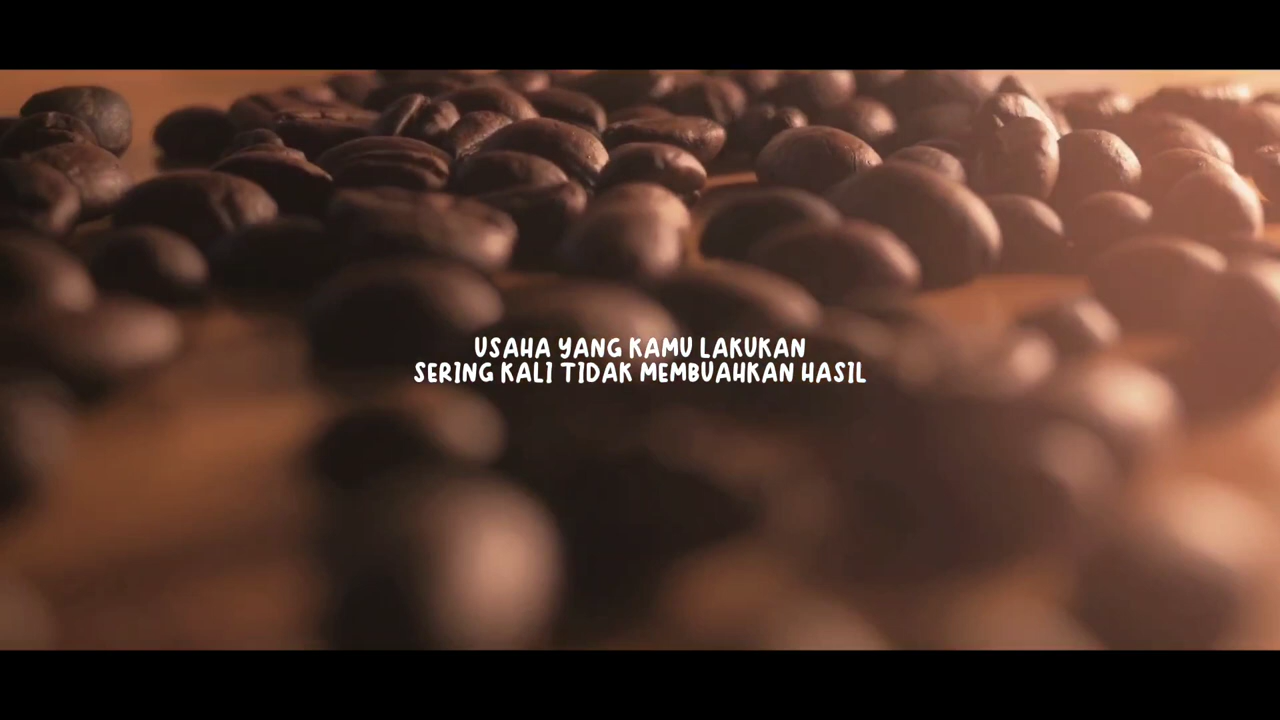 USAHA YANG KAMU LAKUKAN
SERING KALI TIDAK MEMBUAHKAN HASIL